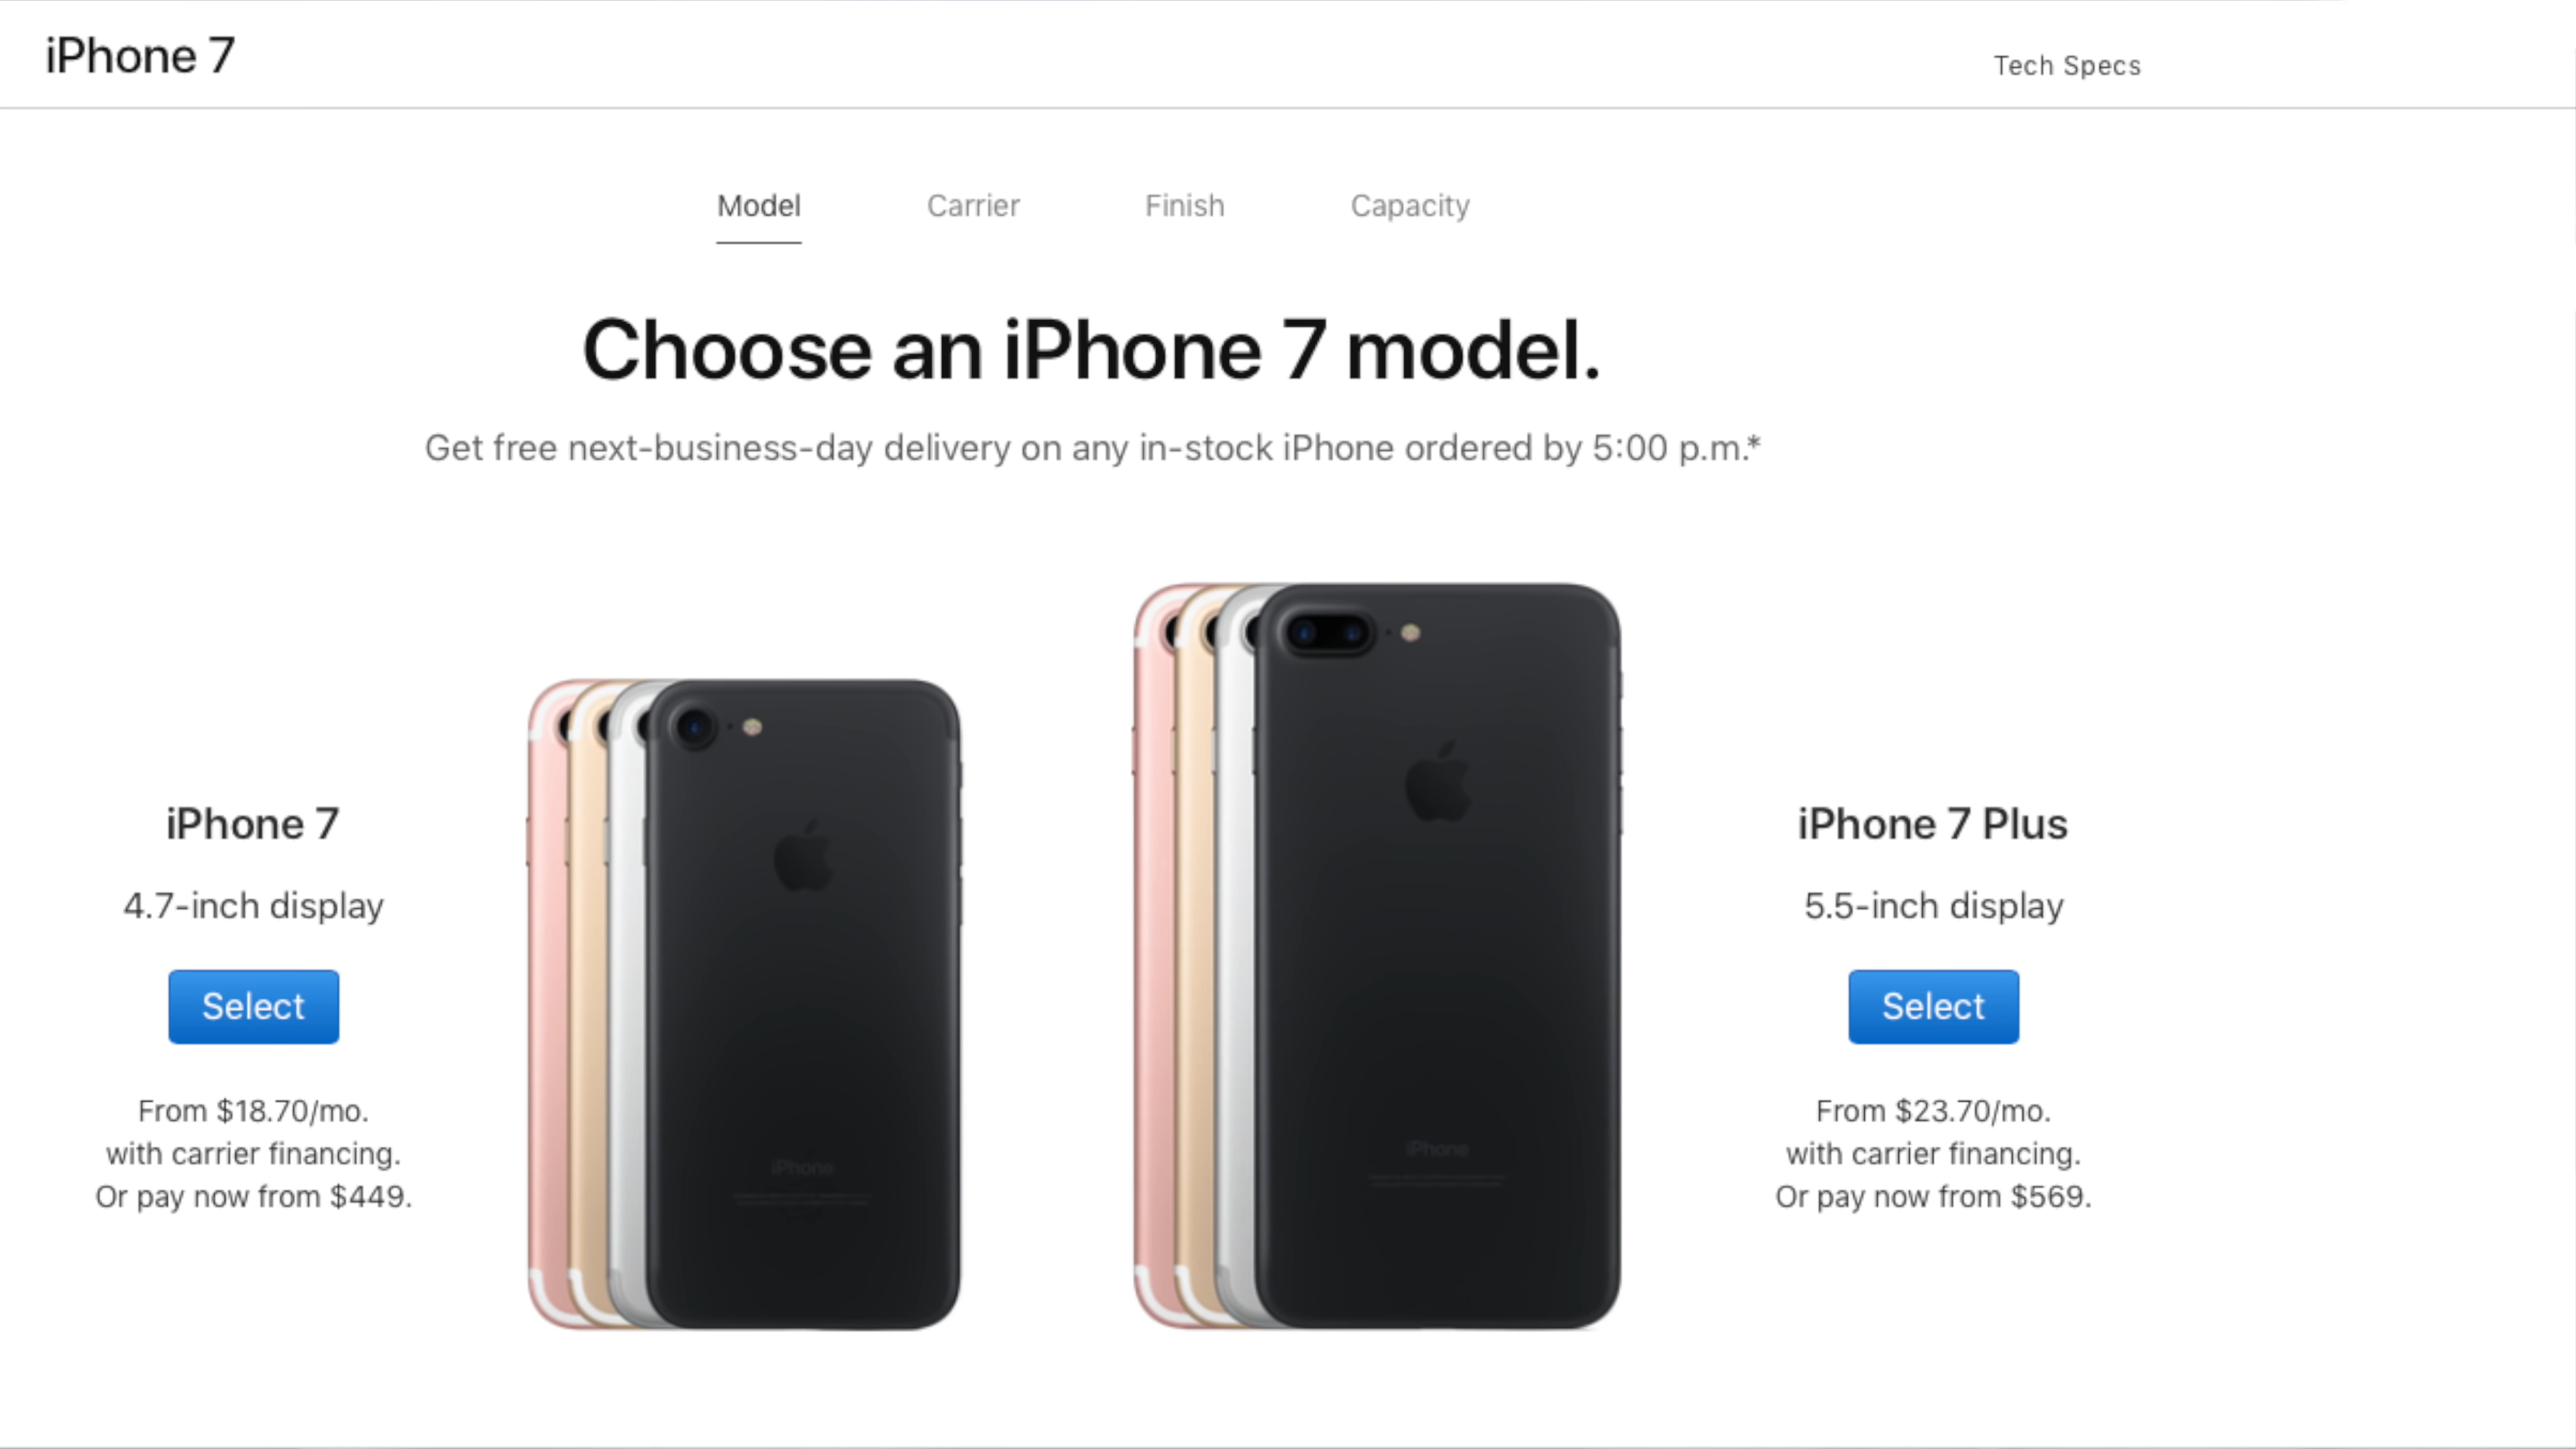 iPhone 7
Tech Specs
Model
Carrier
Finish
Capacity
Choose an iPhone 7 model.
Get free next-business-day delivery on any in-stock iPhone ordered by 5:00 p.m.*
iPhone 7
4.7-inch display
Select
From $18.70/mo.
with carrier financing.
Or pay now from $449.
iPhone
iPhone
iPhone 7 Plus
5.5-inch display
Select
From $23.70/mo.
with carrier financing.
Or pay now from $569.